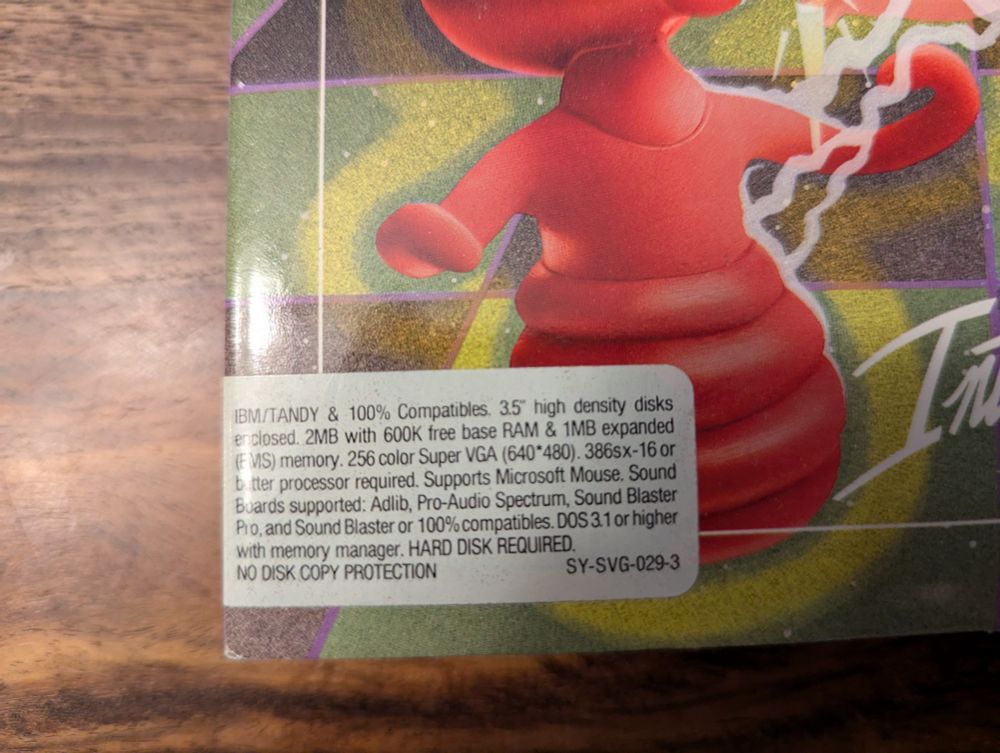 IBM/TANDY & 100% Compatibles. 3.5" high density disks
enclosed. 2MB with 600K free base RAM & 1MB expanded
(EMS) memory. 256 color Super VGA (640*480). 386sx-16 or
better processor required. Supports Microsoft Mouse. Sound
Boards supported: Adlib, Pro-Audio Spectrum, Sound Blaster
Pro, and Sound Blaster or 100% compatibles. DOS 3.1 or higher
with memory manager. HARD DISK REQUIRED.
NO DISK COPY PROTECTION SY-SVG-029-3